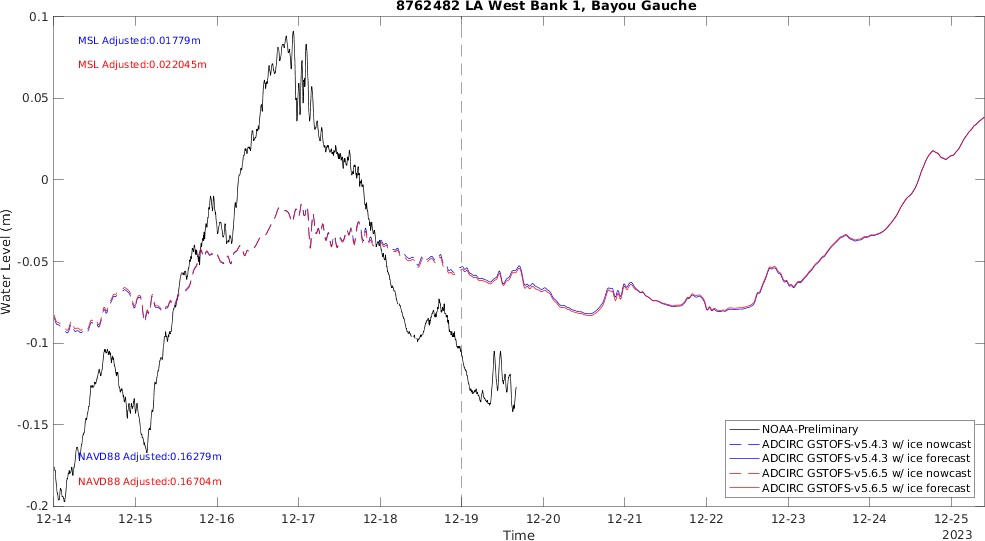 8762482 LA West Bank 1, Bayou Gauche
0.1
MSL Adjusted:0.01779m
MSL Adjusted:0.022045m
0.05
0
-0.05
Water Level (m)
-0.1
-0.15
NAVD88 Adjusted:0.16279m
NAVD88 Adjusted:0.16704m
-0.2
NOAA-Preliminary
ADCIRC GSTOFS-v5.4.3 w/ ice nowcast
ADCIRC GSTOFS-v5.4.3 w/ ice forecast
ADCIRC GSTOFS-v5.6.5 w/ ice nowcast
ADCIRC GSTOFS-v5.6.5 w/ ice forecast
12-14 12-15 12-16 12-17 12-18 12-19 12-20 12-21 12-22 12-23 12-24 12-25
Time 2023